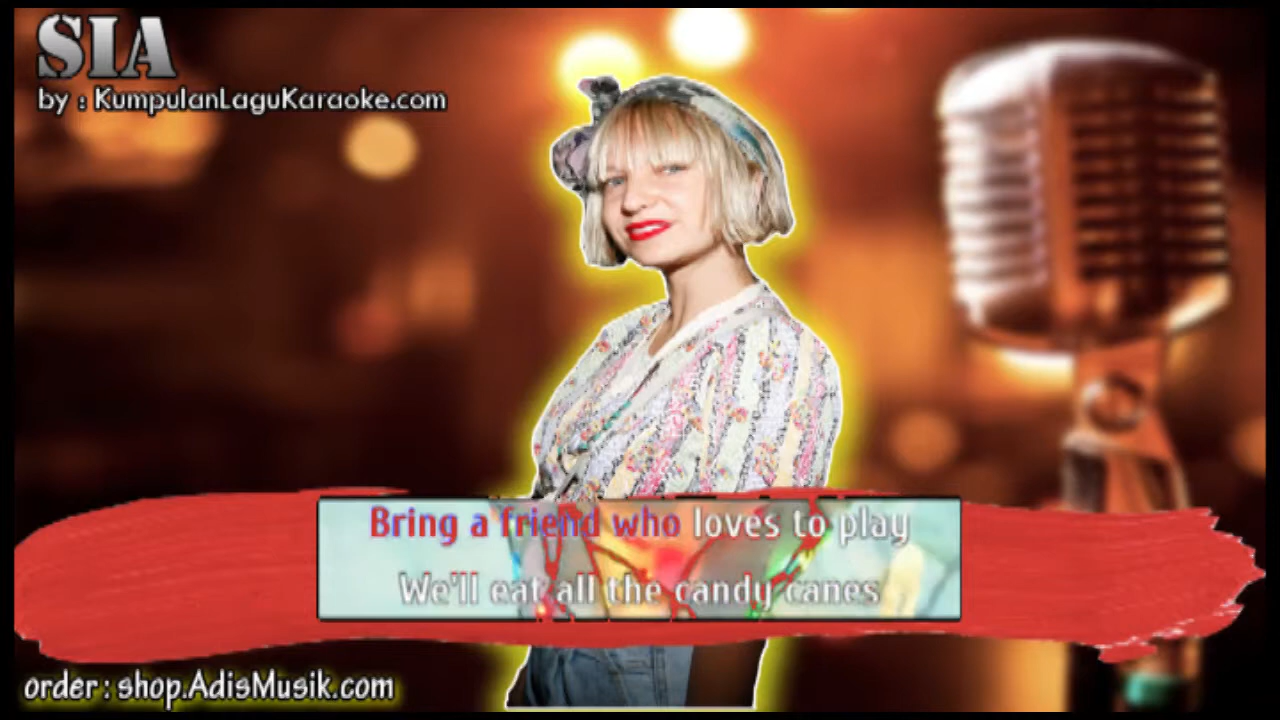 SIA
by : KumpulanLaguKaraoke.com
Bring a friend who loves to play
We'll eat all the candy canes
order : shop.AdisMusik.com